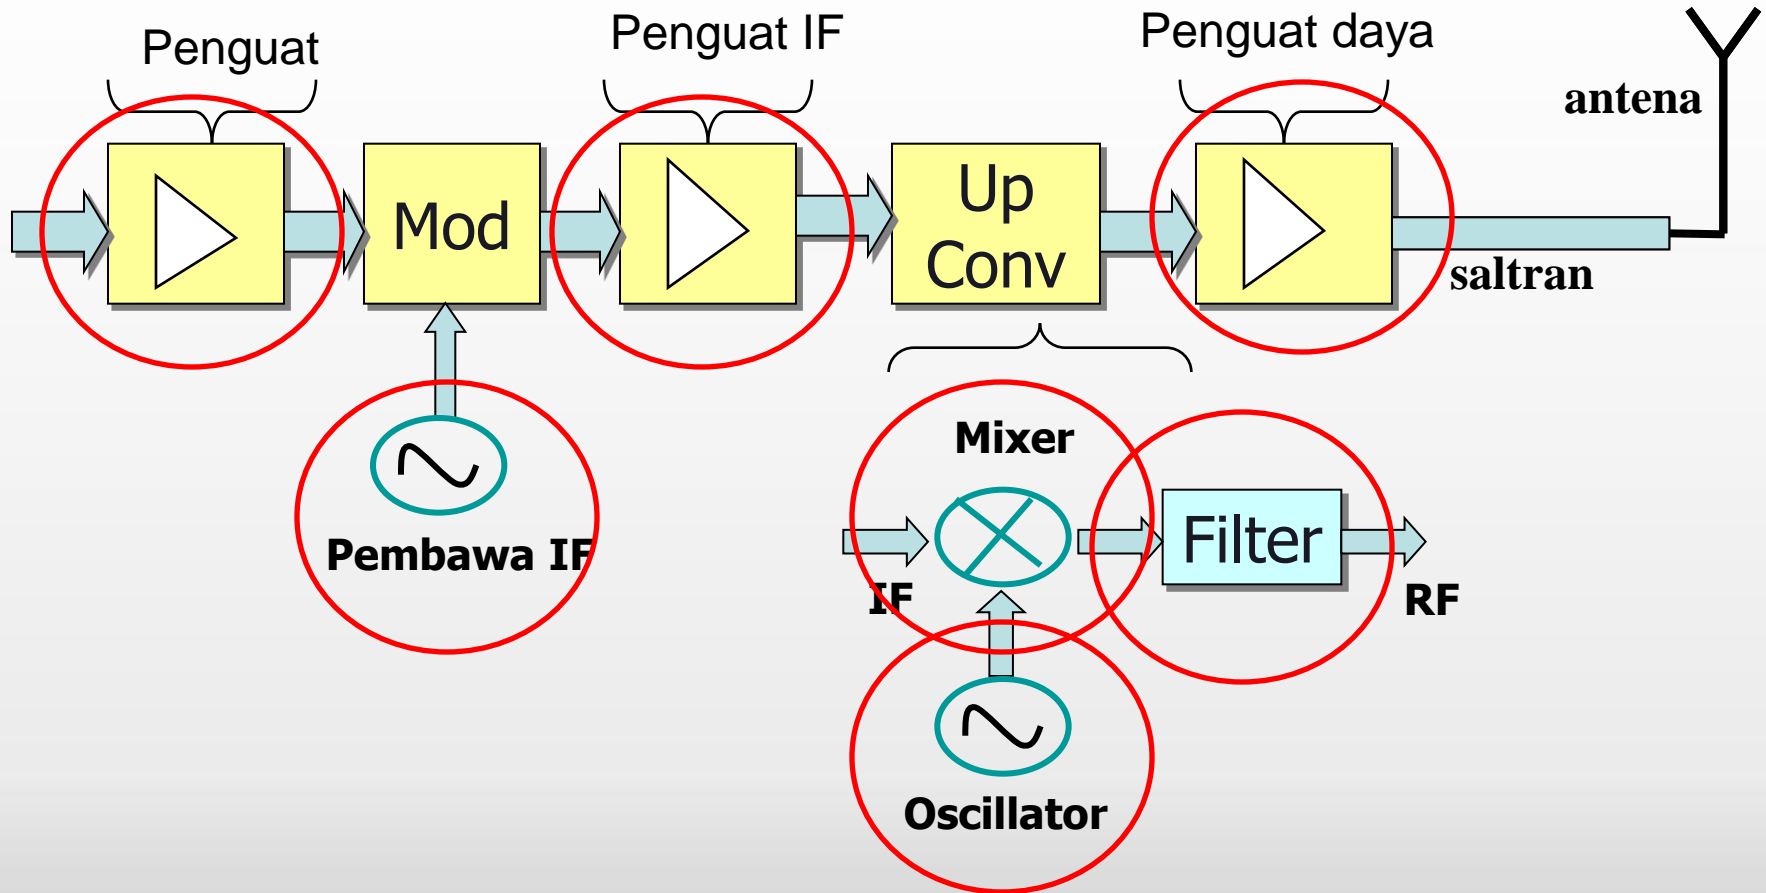 Penguat
Penguat IF
Penguat daya
antena
Mod
Up
Conv
saltran
Mixer
Pembawa IF
Filter
IF
RF
Oscillator